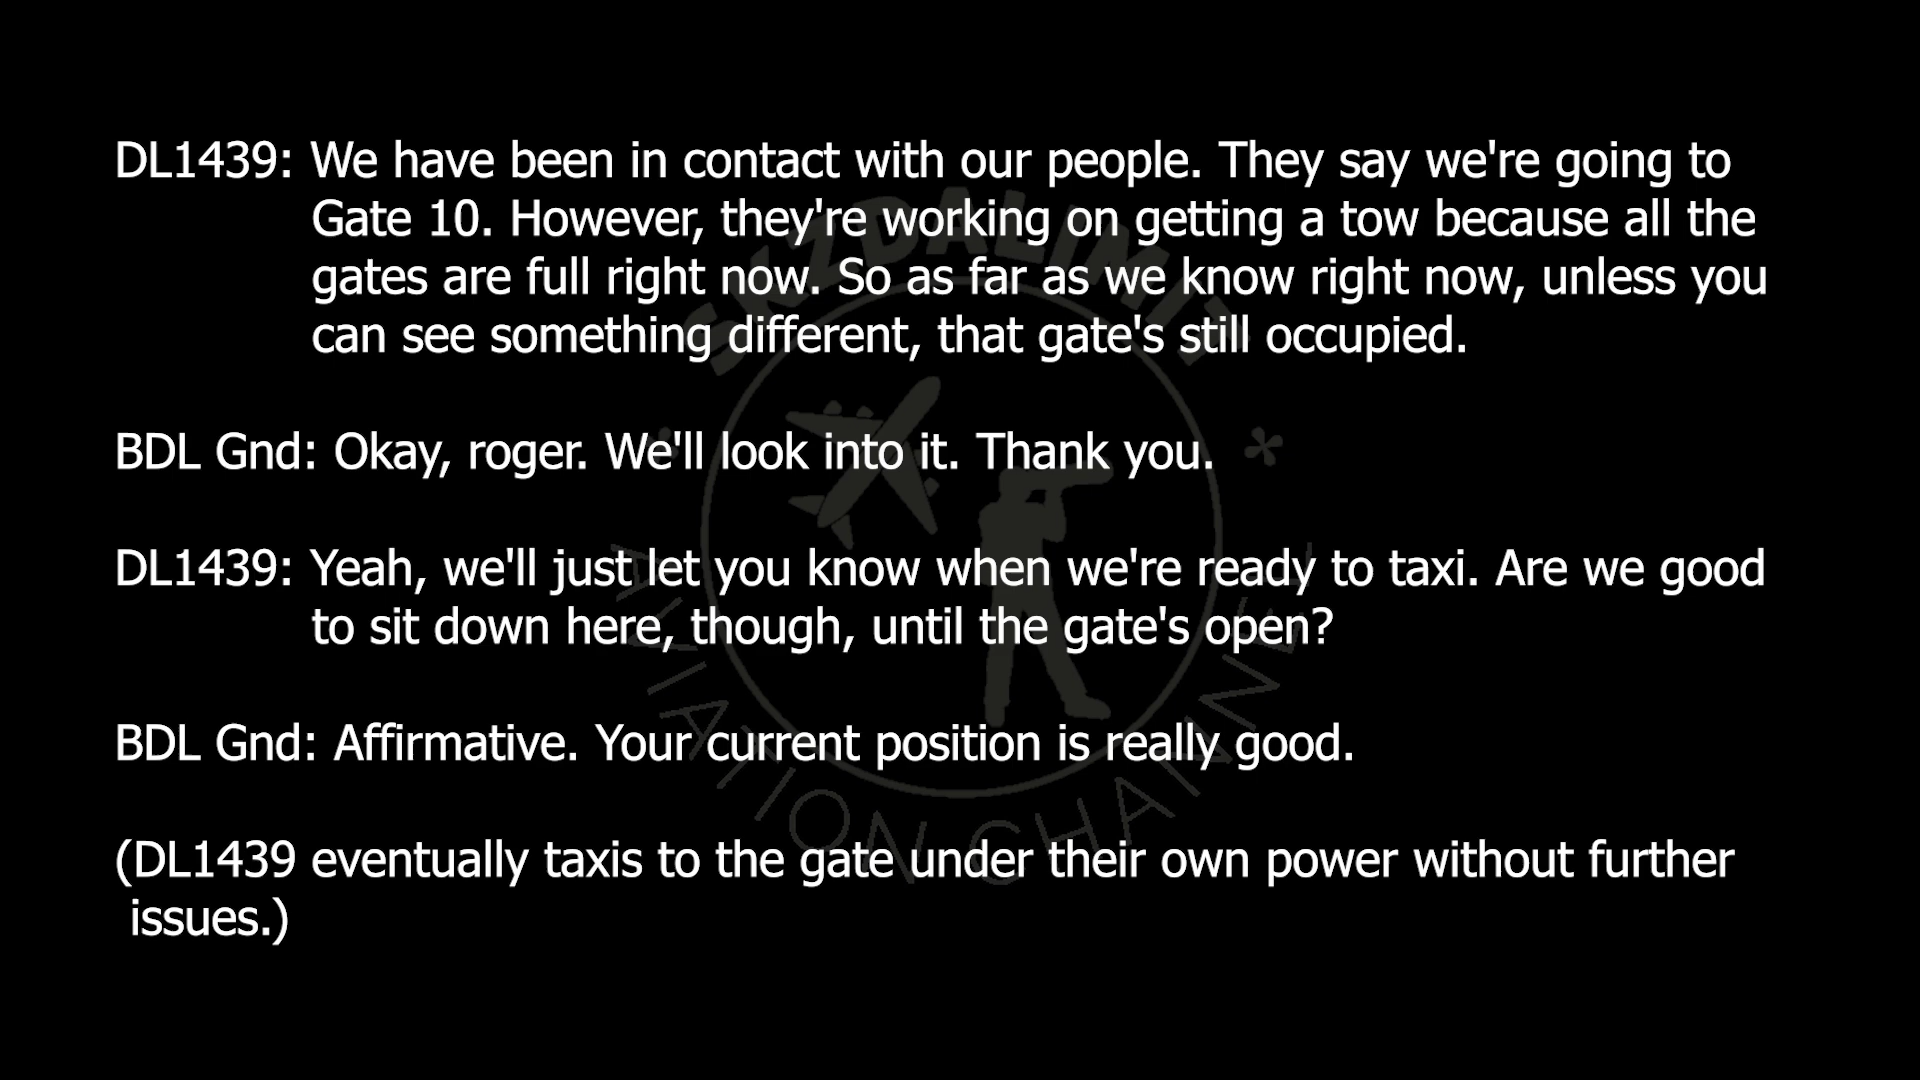 DL1439: We have been in contact with our people. They say we're going to
Gate 10. However, they're working on getting a tow because all the
gates are full right now. So as far as we know right now, unless you
can see something different, that gate's still occupied.
BDL Gnd: Okay, roger. We'll look into it. Thank you.
DL1439: Yeah, we'll just let you know when we're ready to taxi. Are we good
to sit down here, though, until the gate's open?
BDL Gnd: Affirmative. Your current position is really good.
(DL1439 eventually taxis to the gate under their own power without further
issues.)
SKZDALIMIT
AVIATION CHANNEL